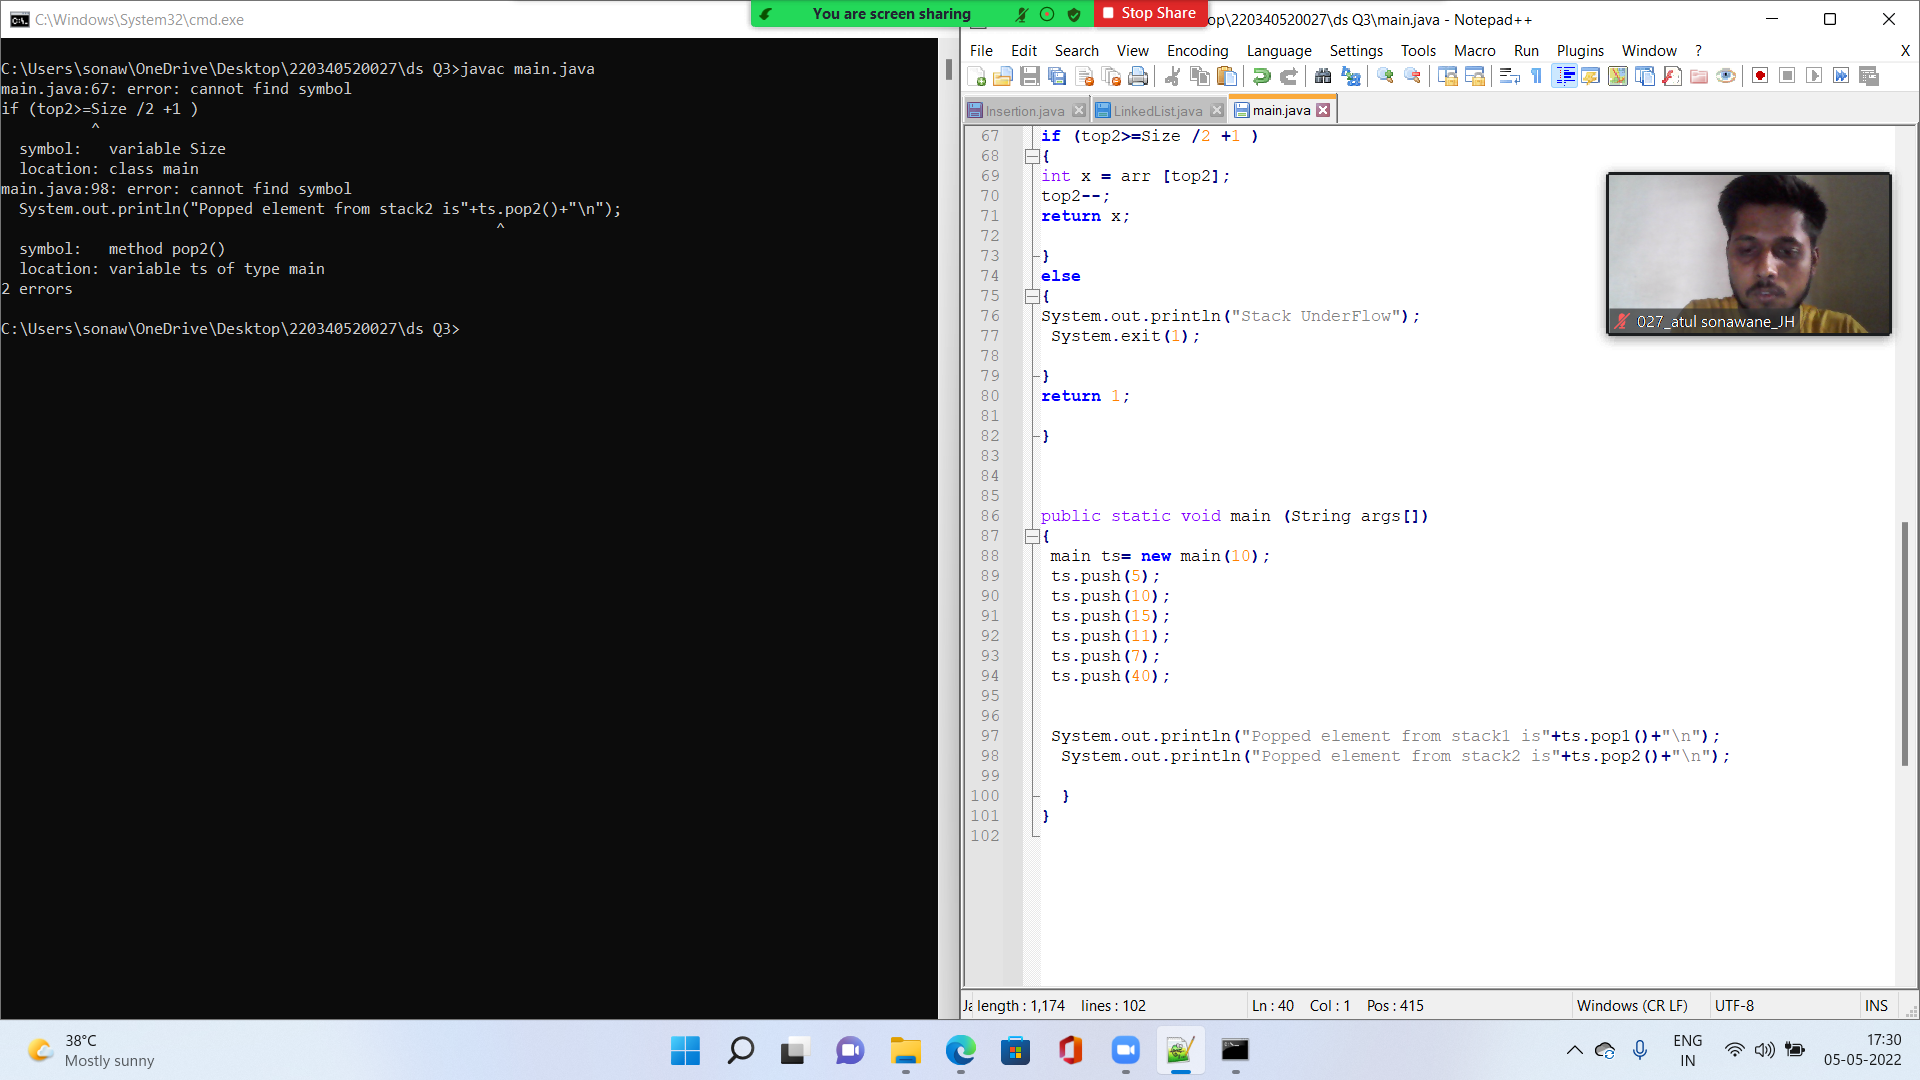 C:\Windows\System32\cmd.exe
You are screen sharing
Stop Share
op\220340520027\ds Q3\main.java - Notepad++
C:\Users\sonaw\OneDrive\Desktop\220340520027\ds Q3>javac main.java
main.java:67: error: cannot find symbol
if (top2>=Size /2 +1 )
^
symbol:   variable Size
location: class main
main.java:98: error: cannot find symbol
System.out.println("Popped element from stack2 is"+ts.pop2()+"\n");
^
symbol:   method pop2()
location: variable ts of type main
2 errors
C:\Users\sonaw\OneDrive\Desktop\220340520027\ds Q3>
File Edit Search View Encoding Language Settings Tools Macro Run Plugins Window ? X
Insertion.java LinkedList.java main.java
67 if (top2>=Size /2 +1 )
68 {
69 int x = arr [top2];
70 top2--;
71 return x;
72
73 }
74 else
75 {
76 System.out.println("Stack UnderFlow");
77 System.exit(1);
78
79 }
80 return 1;
81
82 }
83
84
85
86 public static void main (String args[])
87 {
88 main ts= new main(10);
89 ts.push(5);
90 ts.push(10);
91 ts.push(15);
92 ts.push(11);
93 ts.push(7);
94 ts.push(40);
95
96
97 System.out.println("Popped element from stack1 is"+ts.pop1()+"\n");
98 System.out.println("Popped element from stack2 is"+ts.pop2()+"\n");
99
100 }
101 }
102
027_atul sonawane_JH
Ja length : 1,174 lines : 102 Ln : 40 Col : 1 Pos : 415 Windows (CR LF) UTF-8 INS
38°C
Mostly sunny
ENG
IN
17:30
05-05-2022